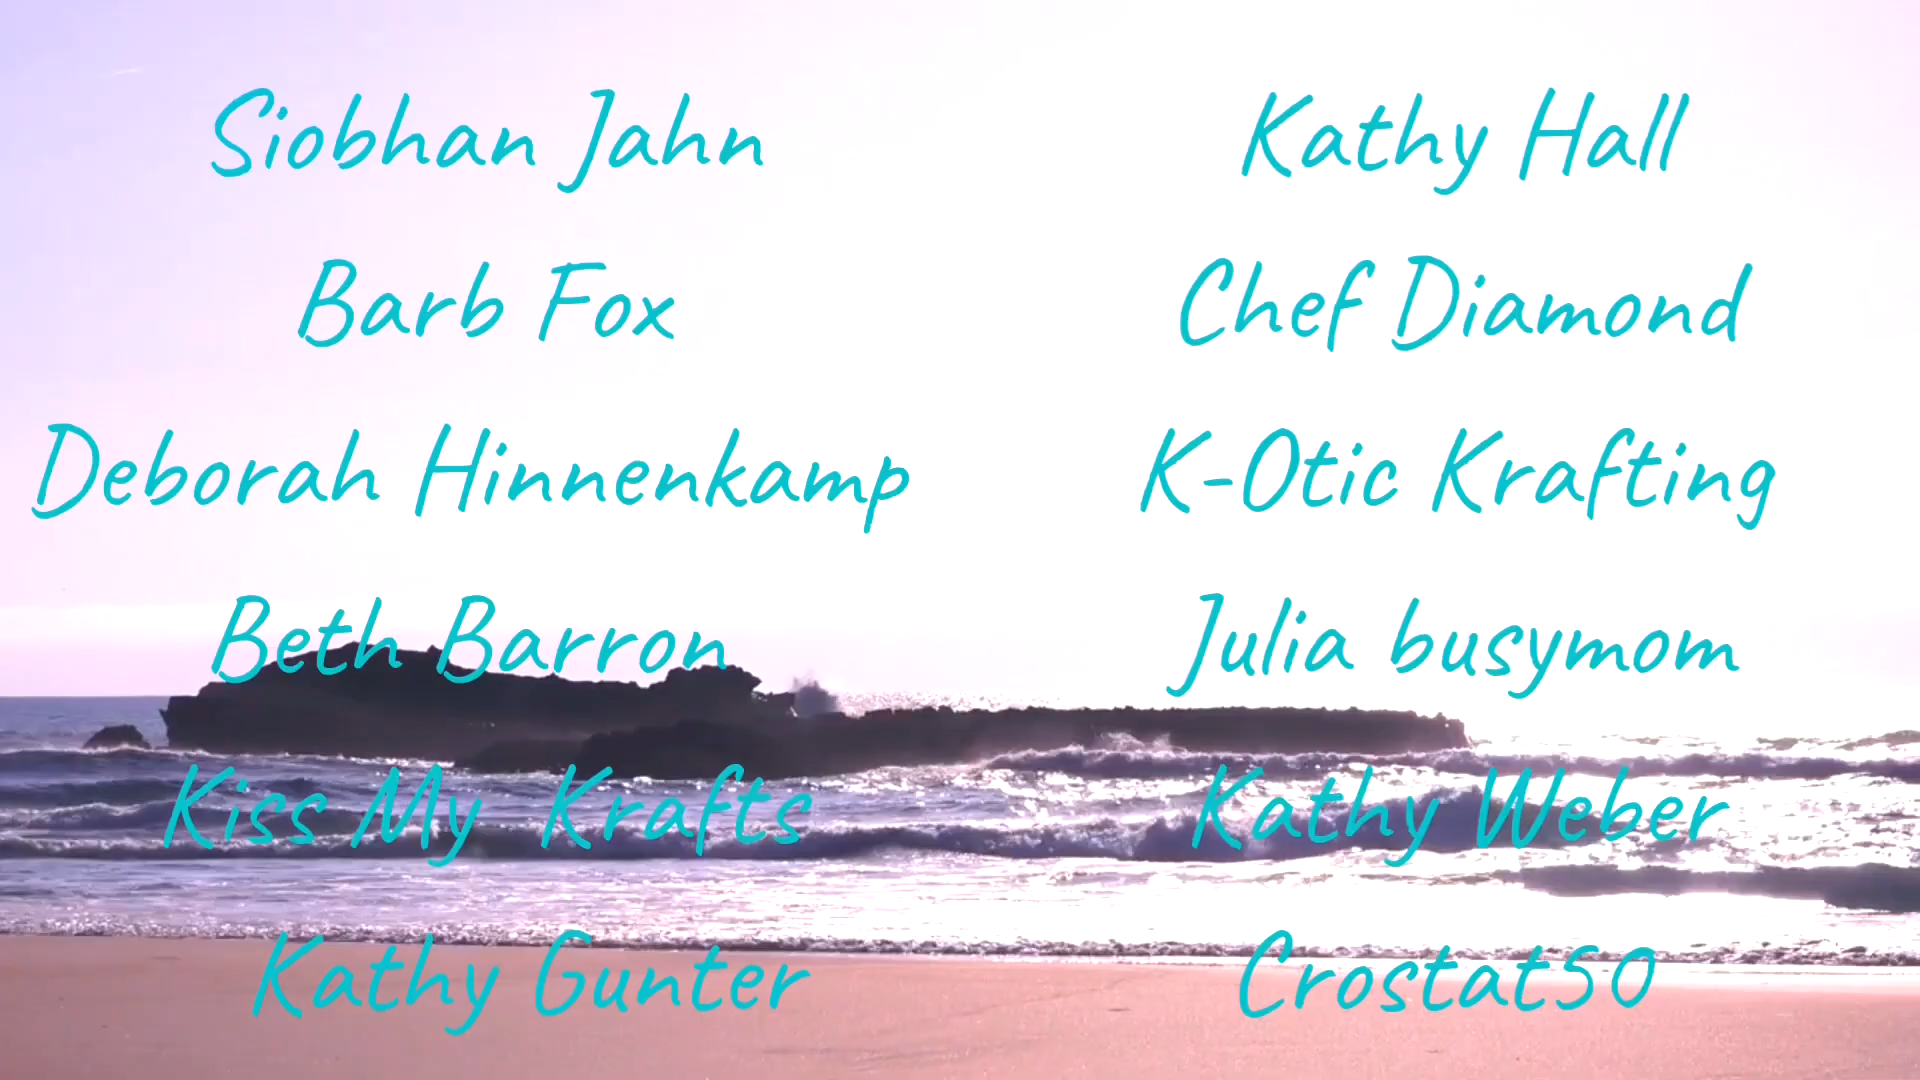 Siobhan Jahn
Kathy Hall
Barb Fox
Chef Diamond
Deborah Hinnenkamp
K-Otic Krafting
Beth Barron
Julia busymom
Kiss My Krafts
Kathy Weber
Kathy Gunter
Crostat50